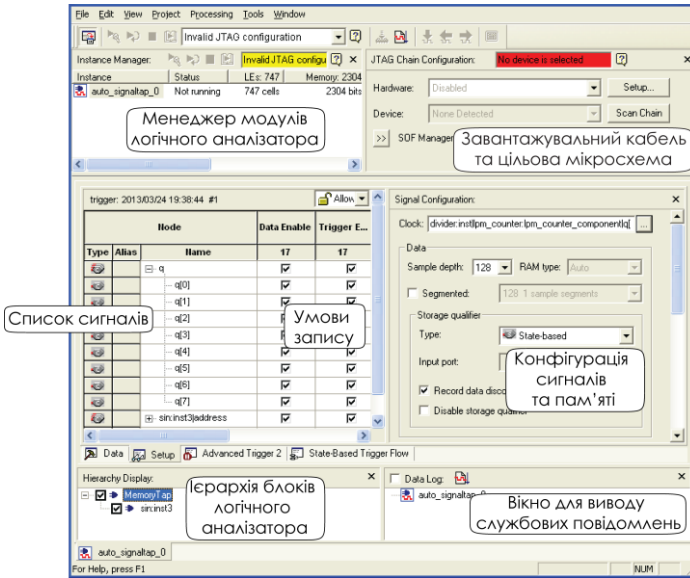 File Edit View Project Processing Tools Window
Invalid JTAG configuration
Instance Manager: Invalid JTAG configu
JTAG Chain Configuration: No device is selected
Instance Status LEs: 747 Memory: 2304
auto_signaltap_0 Not running 747 cells 2304 bits
Hardware: Disabled Setup...
Device: None Detected Scan Chain
>> SOF Manager
Менеджер модулів
логічного аналізатора
Завантажувальний кабель
та цільова мікросхема
trigger: 2013/03/24 19:38:44 #1 Allow
Signal Configuration:
Node Data Enable Trigger E...
Type Alias Name 17 17
Clock: divider:inst|lpm_counter:lpm_counter_component|q[ ...
Data
Sample depth: 128 RAM type: Auto
Segmented: 128 1 sample segments
Storage qualifier
Type: State-based
Input port:
Record data disco
Disable storage qualifier
q
q[0]
q[1]
q[2]
q[3]
q[4]
q[5]
q[6]
q[7]
sin:inst3|address
Список сигналів
Умови
запису
Конфігурація
сигналів
та пам’яті
Data Setup Advanced Trigger 2 State-Based Trigger Flow
Hierarchy Display:
MemoryTap
sin:inst3
Ієрархія блоків
логічного
аналізатора
Data Log:
auto_signaltap_0
Вікно для виводу
службових повідомлень
auto_signaltap_0
For Help, press F1 NUM